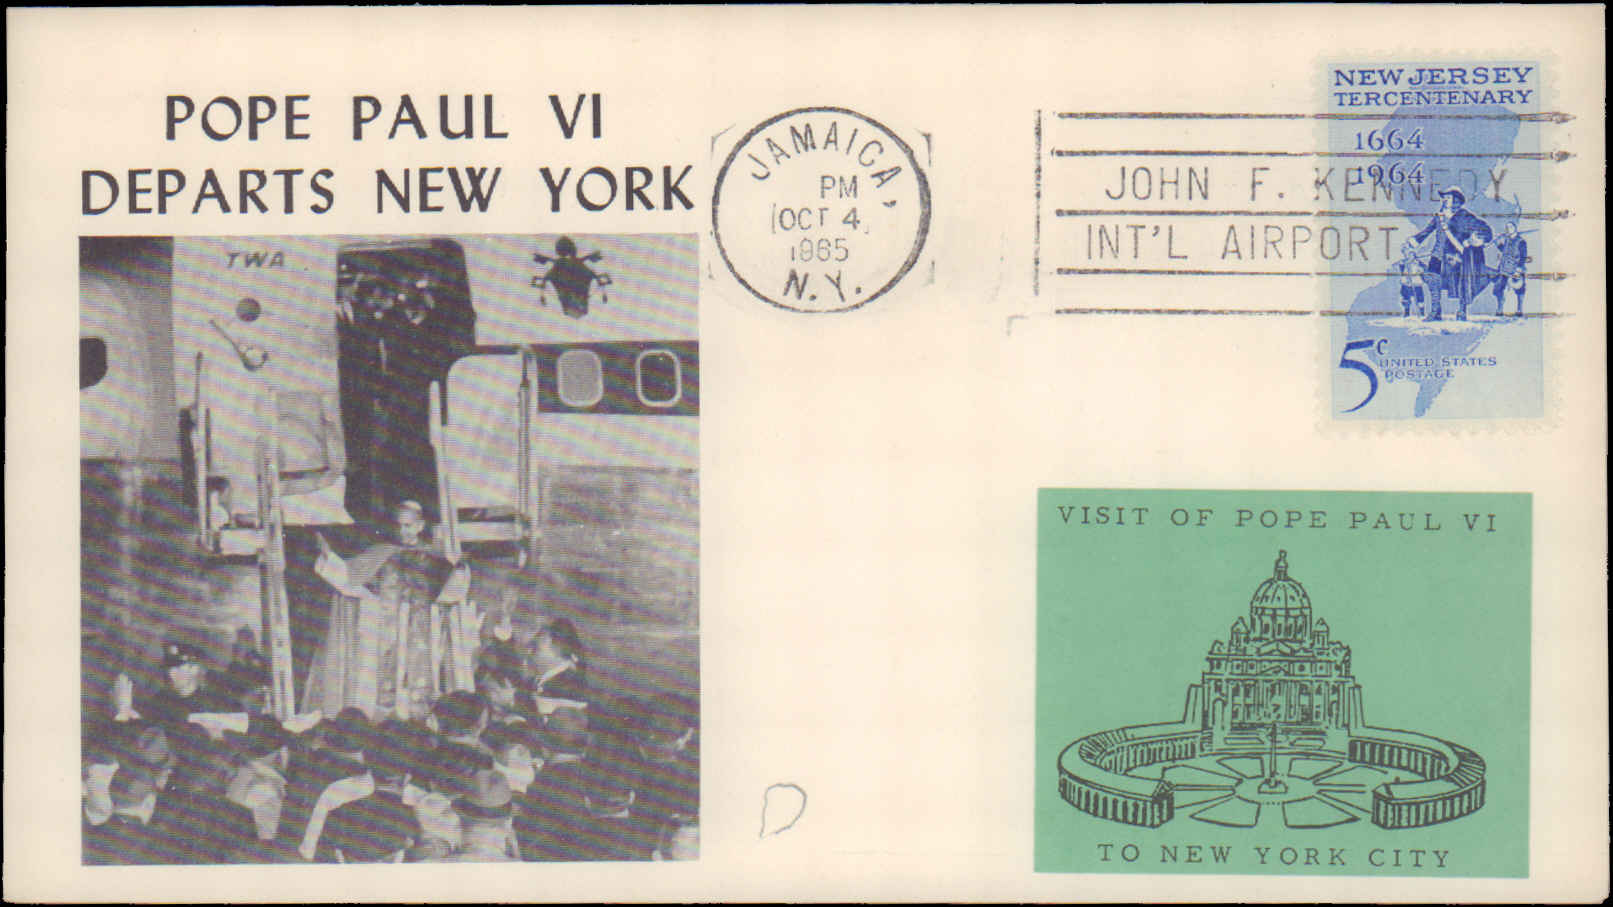 POPE PAUL VI
DEPARTS NEW YORK
TWA
JAMAICA,
PM
OCT 4
1965
N.Y.
JOHN F. KENNEDY
INT'L AIRPORT
NEW JERSEY
TERCENTENARY
1664
1964
5c
UNITED STATES
POSTAGE
VISIT OF POPE PAUL VI
TO NEW YORK CITY
D